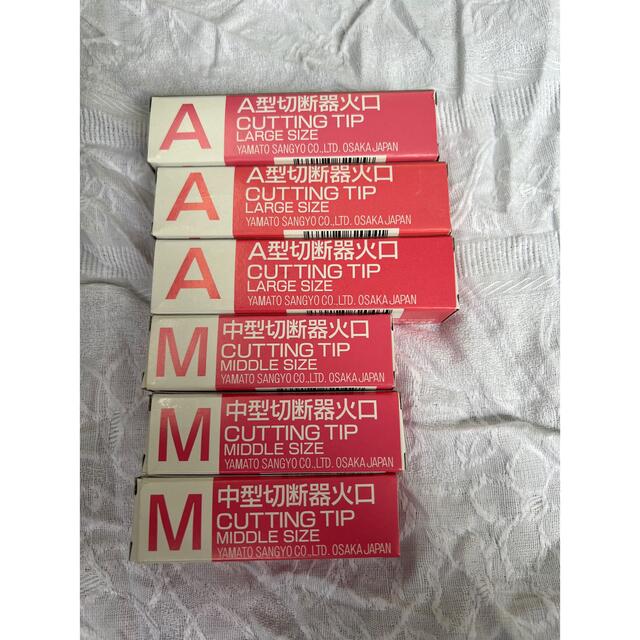 A
A型切断器火口
CUTTING TIP
LARGE SIZE
YAMATO SANGYO CO.,LTD. OSAKA JAPAN
A
A型切断器火口
CUTTING TIP
LARGE SIZE
YAMATO SANGYO CO.,LTD. OSAKA JAPAN
A
A型切断器火口
CUTTING TIP
LARGE SIZE
YAMATO SANGYO CO.,LTD. OSAKA JAPAN
M
中型切断器火口
CUTTING TIP
MIDDLE SIZE
YAMATO SANGYO CO.,LTD. OSAKA JAPAN
M
中型切断器火口
CUTTING TIP
MIDDLE SIZE
YAMATO SANGYO CO.,LTD. OSAKA JAPAN
M
中型切断器火口
CUTTING TIP
MIDDLE SIZE
YAMATO SANGYO CO.,LTD. OSAKA JAPAN